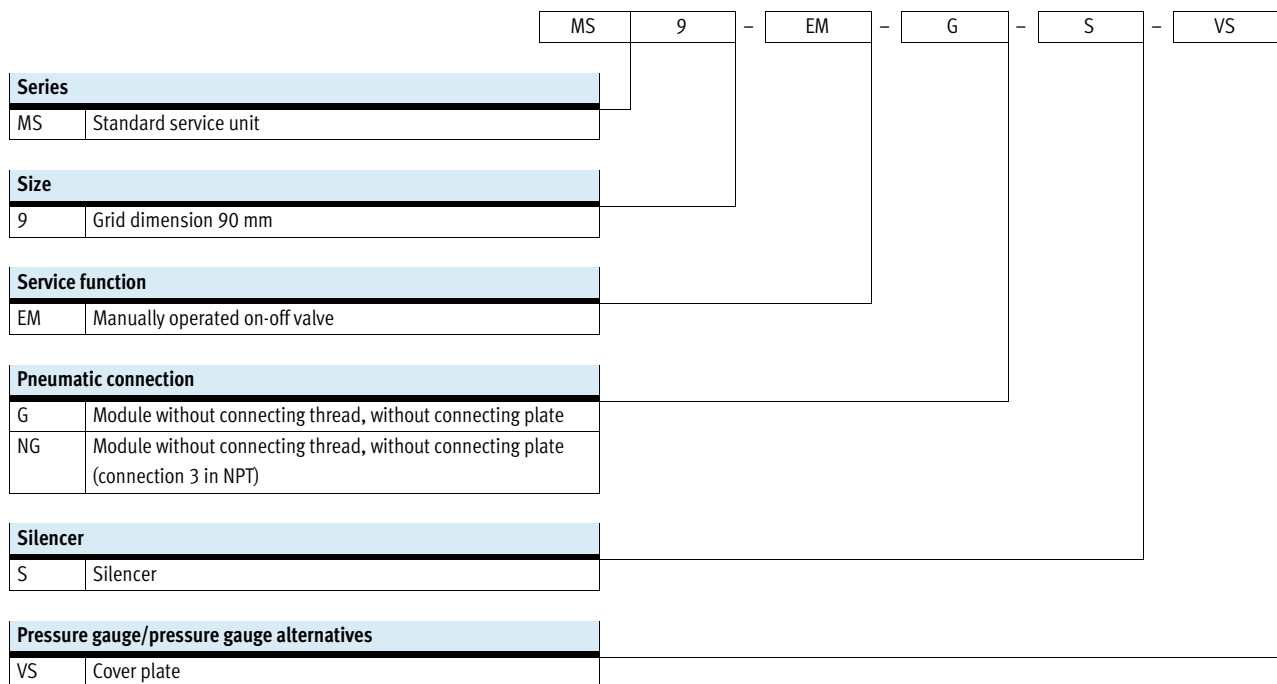 MS 9 – EM – G – S – VS
Series
MS Standard service unit
Size
9 Grid dimension 90 mm
Service function
EM Manually operated on-off valve
Pneumatic connection
G Module without connecting thread, without connecting plate
NG Module without connecting thread, without connecting plate
(connection 3 in NPT)
Silencer
S Silencer
Pressure gauge/pressure gauge alternatives
VS Cover plate